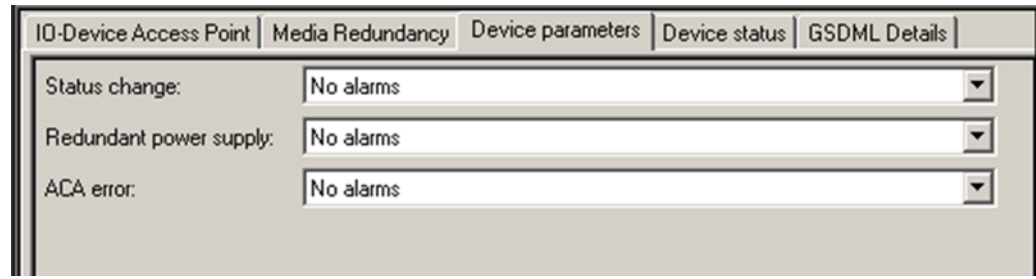 IO-Device Access Point Media Redundancy Device parameters Device status GSDML Details
Status change: No alarms
Redundant power supply: No alarms
ACA error: No alarms